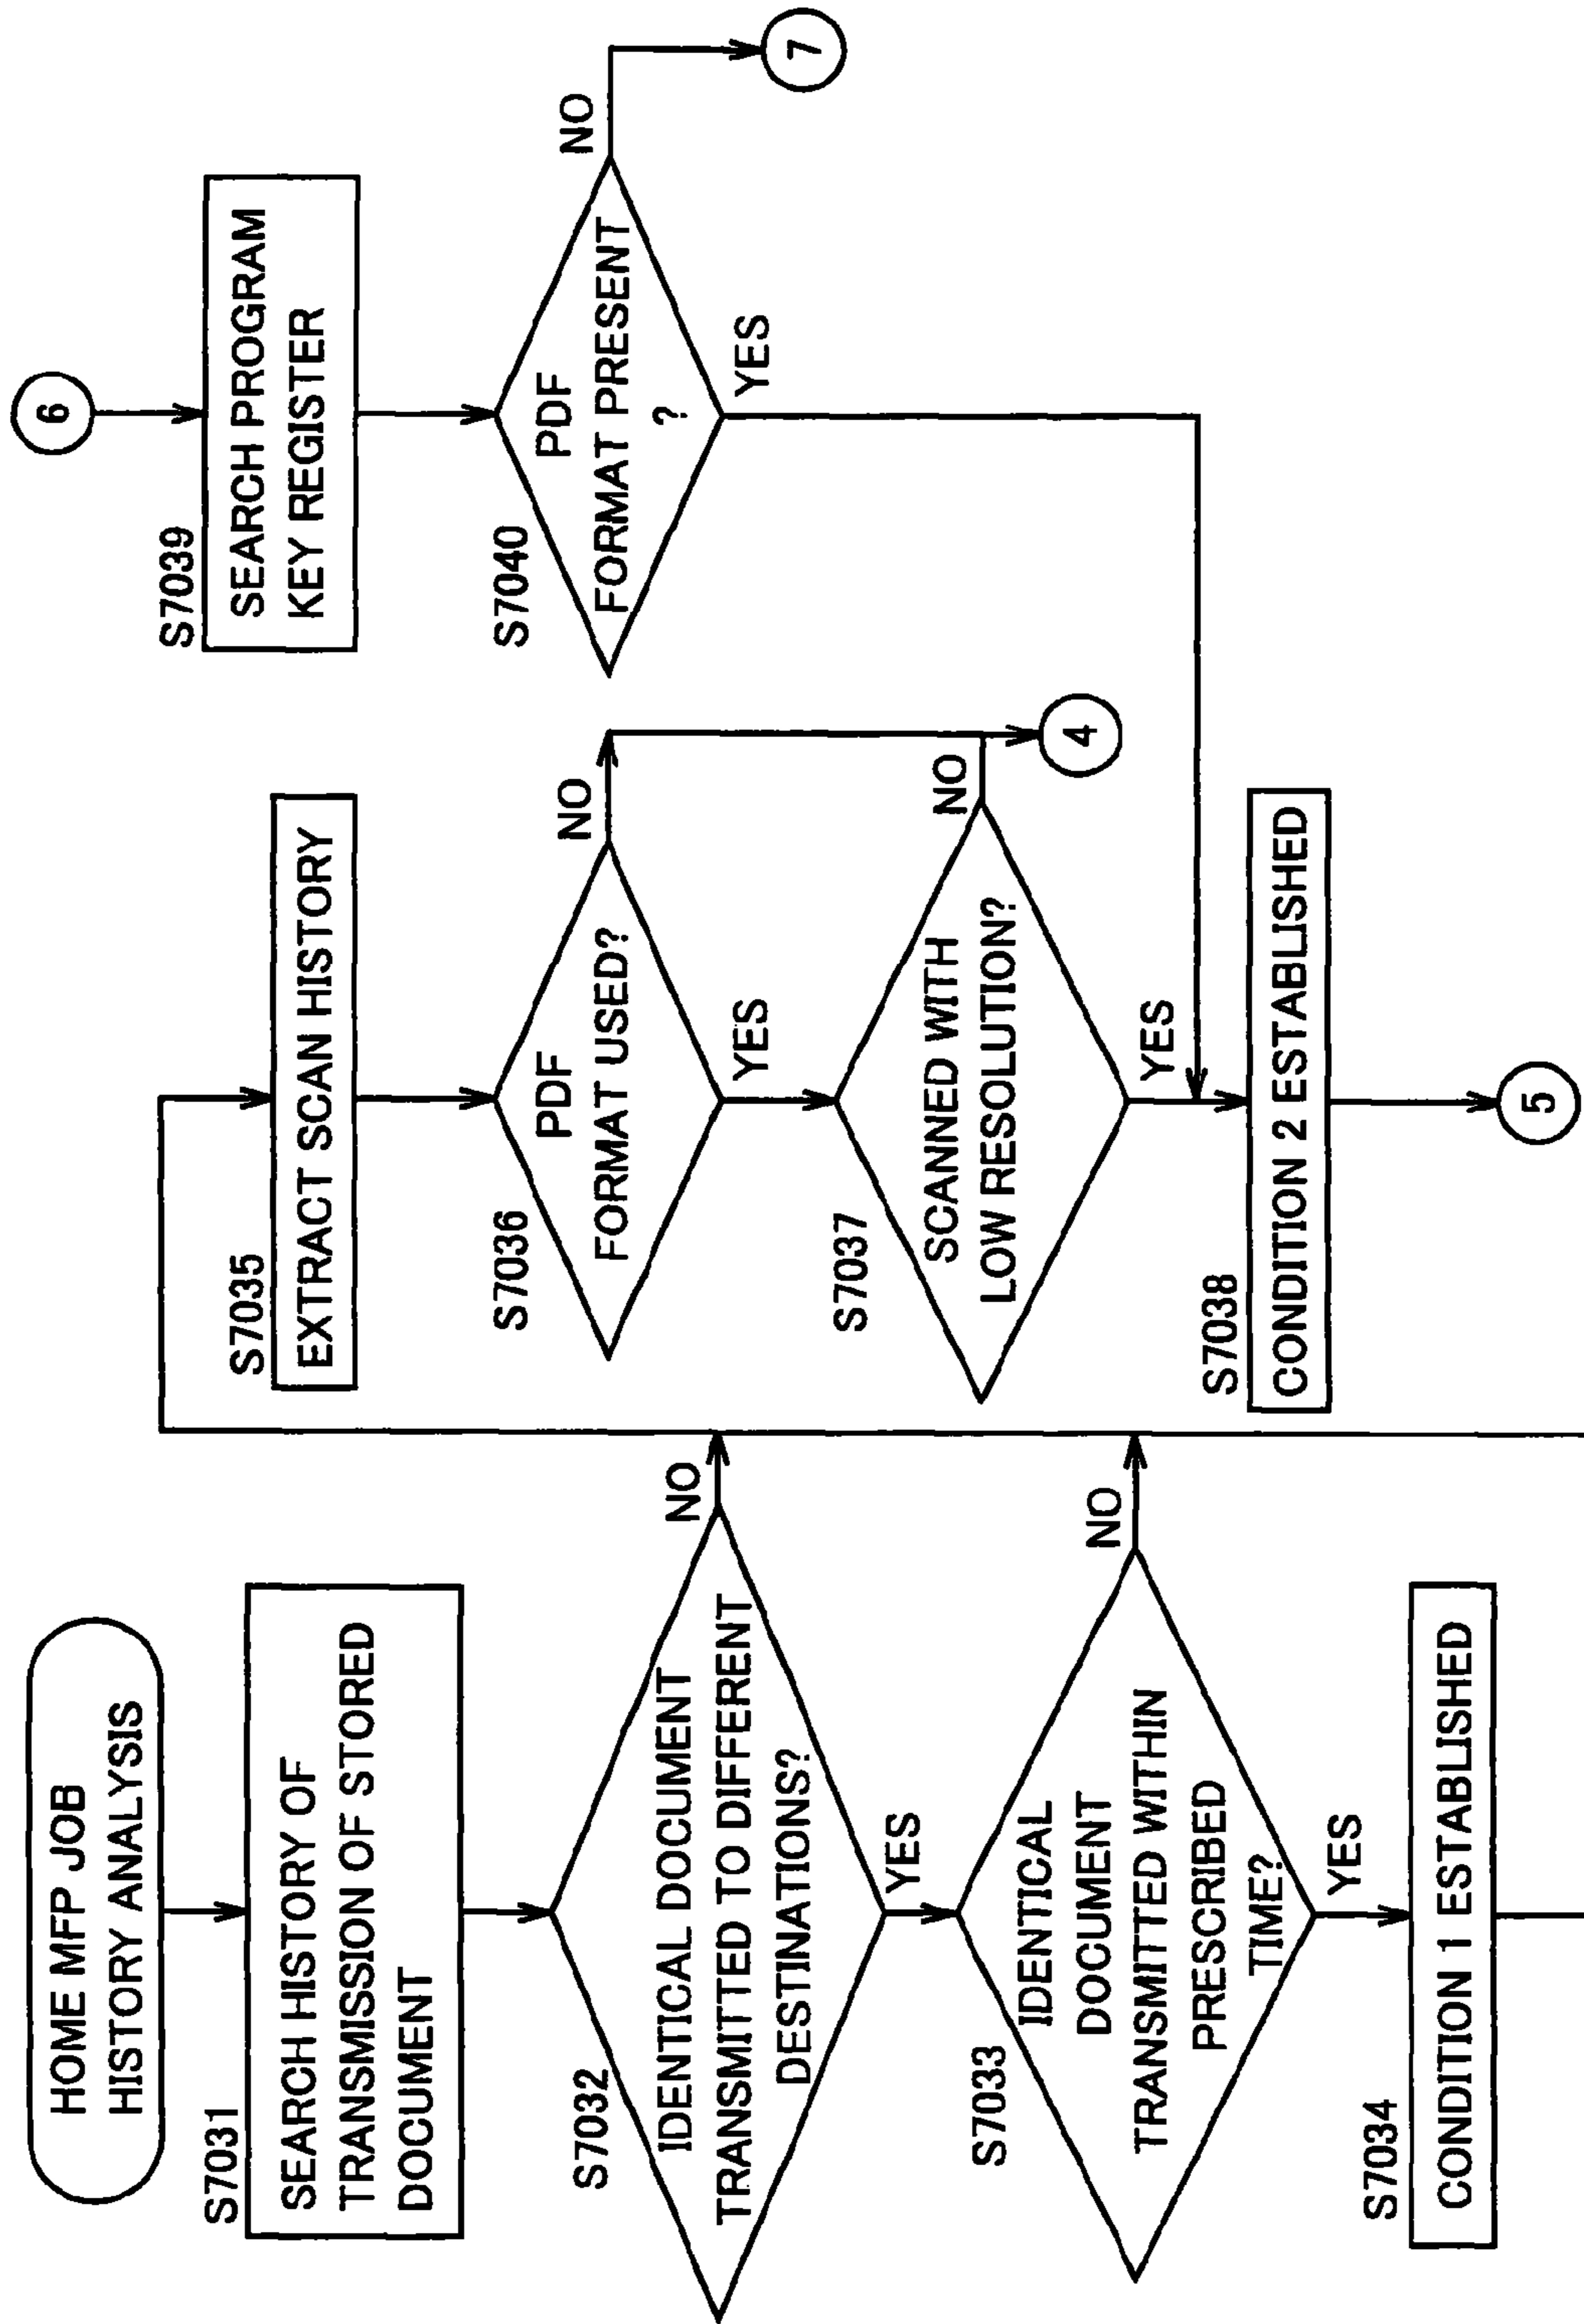 HOME MFP JOB
HISTORY ANALYSIS
S7031
SEARCH HISTORY OF
TRANSMISSION OF STORED
DOCUMENT
S7032
IDENTICAL DOCUMENT
TRANSMITTED TO DIFFERENT
DESTINATIONS?
NO
YES
S7033
IDENTICAL
DOCUMENT
TRANSMITTED WITHIN
PRESCRIBED
TIME?
NO
YES
S7034
CONDITION 1 ESTABLISHED
S7035
EXTRACT SCAN HISTORY
S7036
PDF
FORMAT USED?
NO
YES
S7037
SCANNED WITH
LOW RESOLUTION?
NO
4
YES
S7038
CONDITION 2 ESTABLISHED
5
6
S7039
SEARCH PROGRAM
KEY REGISTER
S7040
PDF
FORMAT PRESENT
?
NO
7
YES